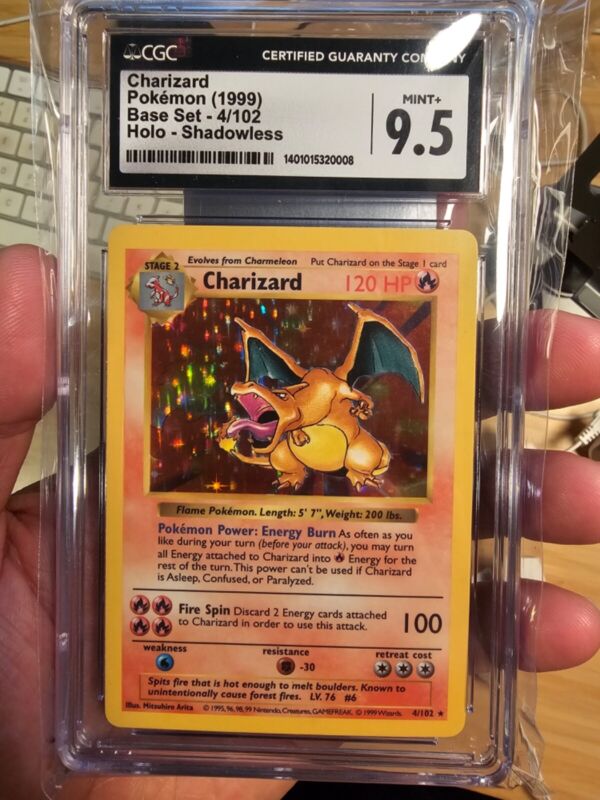 CGC CERTIFIED GUARANTY COMPANY
Charizard
Pokémon (1999)
Base Set - 4/102
Holo - Shadowless
MINT+
9.5
1401015320008
STAGE 2 Evolves from Charmeleon Put Charizard on the Stage 1 card
Charizard 120 HP
Flame Pokémon. Length: 5' 7", Weight: 200 lbs.
Pokémon Power: Energy Burn As often as you
like during your turn (before your attack), you may turn
all Energy attached to Charizard into Energy for the
rest of the turn. This power can't be used if Charizard
is Asleep, Confused, or Paralyzed.
Fire Spin Discard 2 Energy cards attached
to Charizard in order to use this attack. 100
weakness resistance retreat cost
-30
Spits fire that is hot enough to melt boulders. Known to
unintentionally cause forest fires. LV. 76 #6
Illus. Mitsuhiro Arita © 1995, 96, 98, 99 Nintendo, Creatures, GAMEFREAK. © 1999 Wizards. 4/102 ★